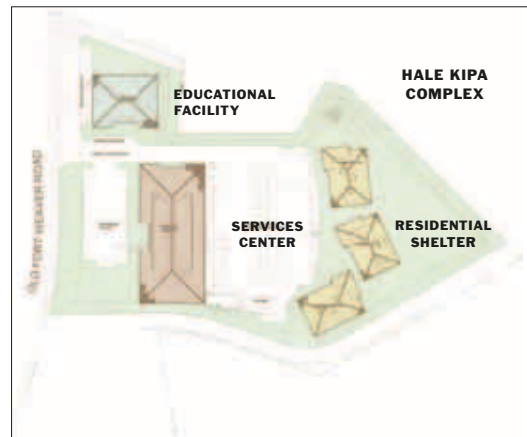 HALE KIPA
COMPLEX
EDUCATIONAL
FACILITY
SERVICES
CENTER
RESIDENTIAL
SHELTER
OLD FORT WEAVER ROAD